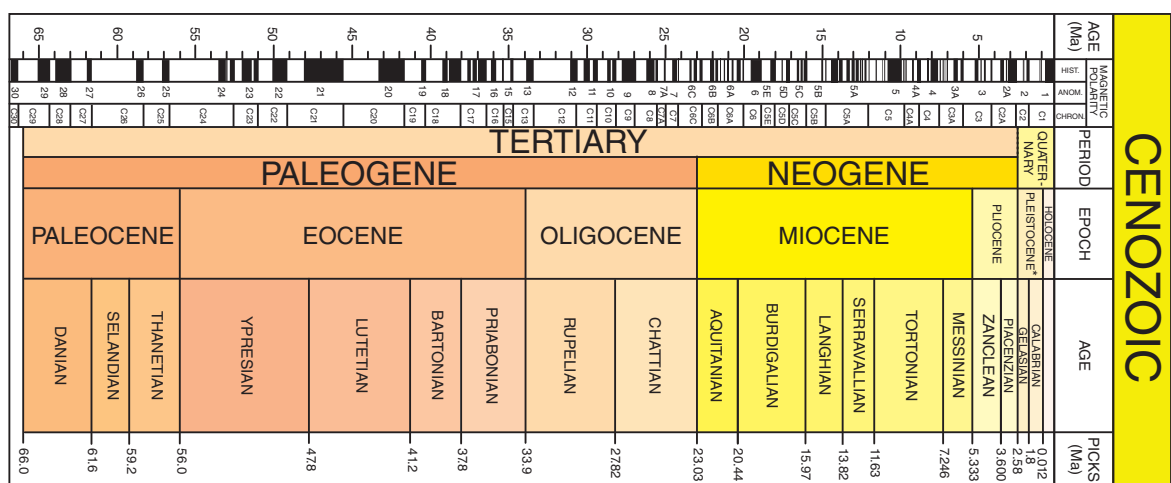 CENOZOIC
AGE
(Ma)
5
10
15
20
25
30
35
40
45
50
55
60
65
MAGNETIC
POLARITY
HIST.
ANOM.
CHRON.
1
2
2A
3
3A
4
4A
5
5A
5B
5C
5D
5E
6
6A
6B
6C
7
7A
8
9
10
11
12
13
15
16
17
18
19
20
21
22
23
24
25
26
27
28
29
30
C1
C2
C2A
C3
C3A
C4
C4A
C5
C5A
C5B
C5C
C5D
C5E
C6
C6A
C6B
C6C
C7
C7A
C8
C9
C10
C11
C12
C13
C15
C16
C17
C18
C19
C20
C21
C22
C23
C24
C25
C26
C27
C28
C29
C30
PERIOD
QUATER-
NARY
TERTIARY
NEOGENE
PALEOGENE
EPOCH
HOLOCENE
PLEISTOCENE*
PLIOCENE
MIOCENE
OLIGOCENE
EOCENE
PALEOCENE
AGE
CALABRIAN
GELASIAN
PIACENZIAN
ZANCLEAN
MESSINIAN
TORTONIAN
SERRAVALLIAN
LANGHIAN
BURDIGALIAN
AQUITANIAN
CHATTIAN
RUPELIAN
PRIABONIAN
BARTONIAN
LUTETIAN
YPRESIAN
THANETIAN
SELANDIAN
DANIAN
PICKS
(Ma)
0.012
1.8
2.58
3.600
5.333
7.246
11.63
13.82
15.97
20.44
23.03
27.82
33.9
37.8
41.2
47.8
56.0
59.2
61.6
66.0